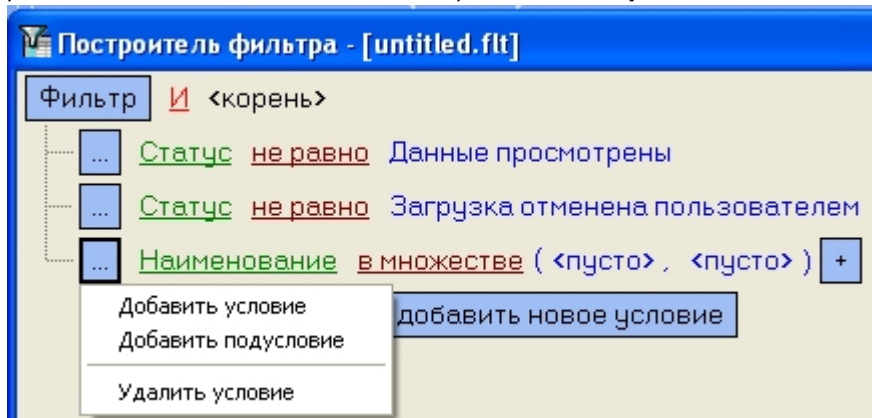 Построитель фильтра - [untitled.flt]
Фильтр И <корень>
... Статус не равно Данные просмотрены
... Статус не равно Загрузка отменена пользователем
... Наименование в множестве ( <пусто> , <пусто> ) +
Добавить условие
добавить новое условие
Добавить подусловие
Удалить условие